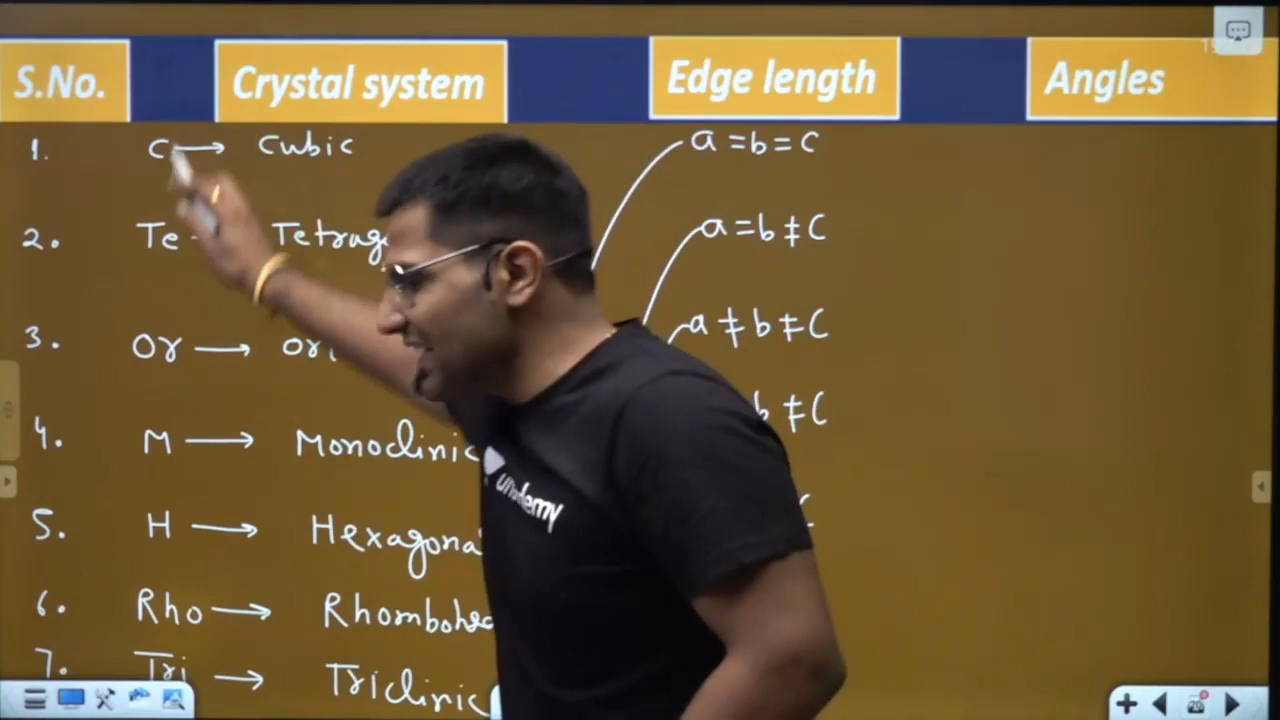 S.No. Crystal system Edge length Angles
1. C → Cubic a = b = C
2. Te - a = b ≠ C
3. Or → a ≠ b ≠ C
4. M → Monoclinic b ≠ C
5. H → Hexagona
6. Rho →
7. Tri → Triclinic
unacademy
20